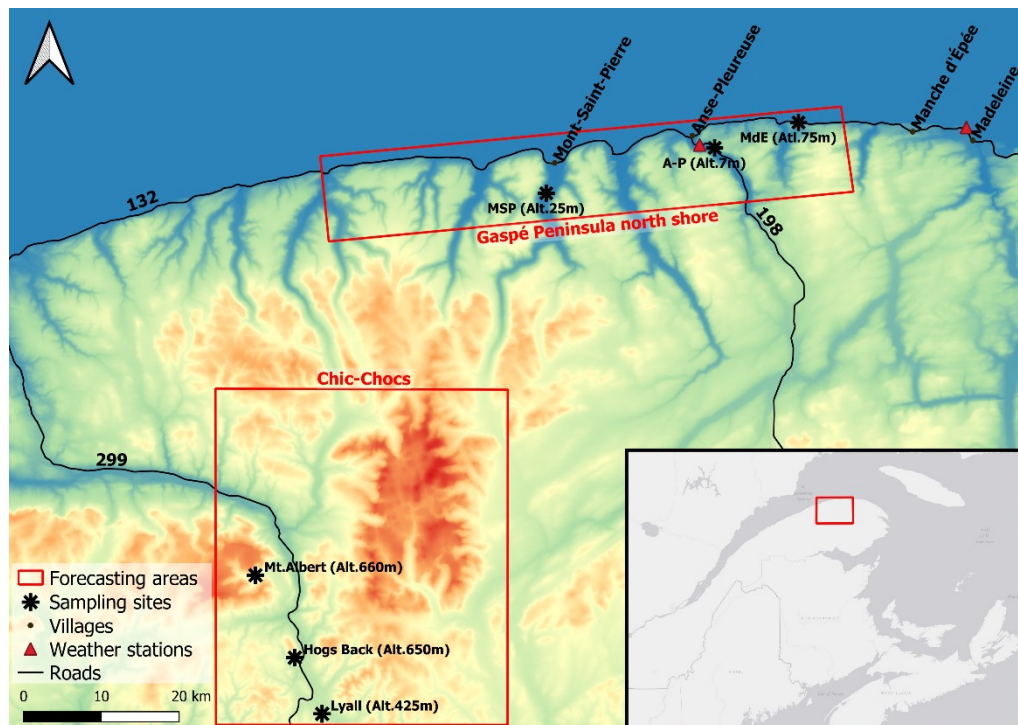 Mont-Saint-Pierre
Anse-Pleureuse
Manche d'Épée
Madeleine
MdE (Atl.75m)
A-P (Alt.7m)
MSP (Alt.25m)
132
Gaspé Peninsula north shore
198
Chic-Chocs
299
Mt.Albert (Alt.660m)
Hogs Back (Alt.650m)
Lyall (Alt.425m)
Forecasting areas
Sampling sites
Villages
Weather stations
Roads
0 10 20 km